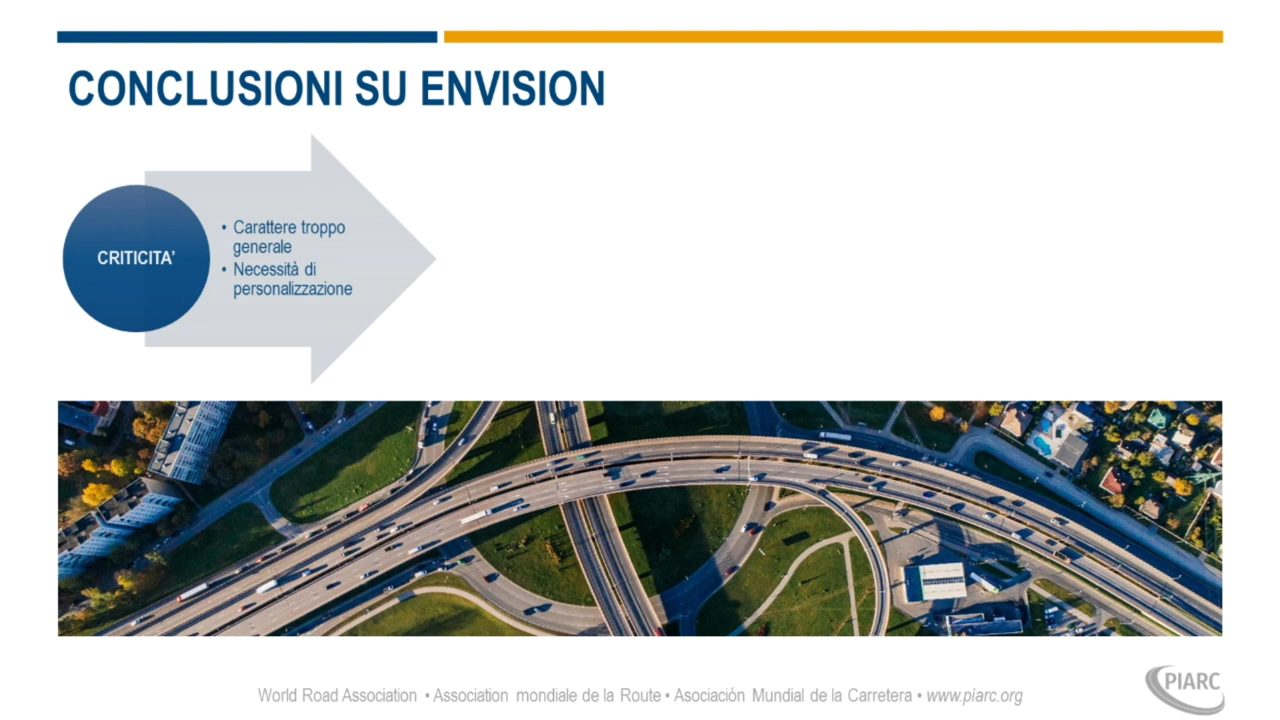 CONCLUSIONI SU ENVISION
CRITICITA'
• Carattere troppo
generale
• Necessità di
personalizzazione
World Road Association • Association mondiale de la Route • Asociación Mundial de la Carretera • www.piarc.org
PIARC